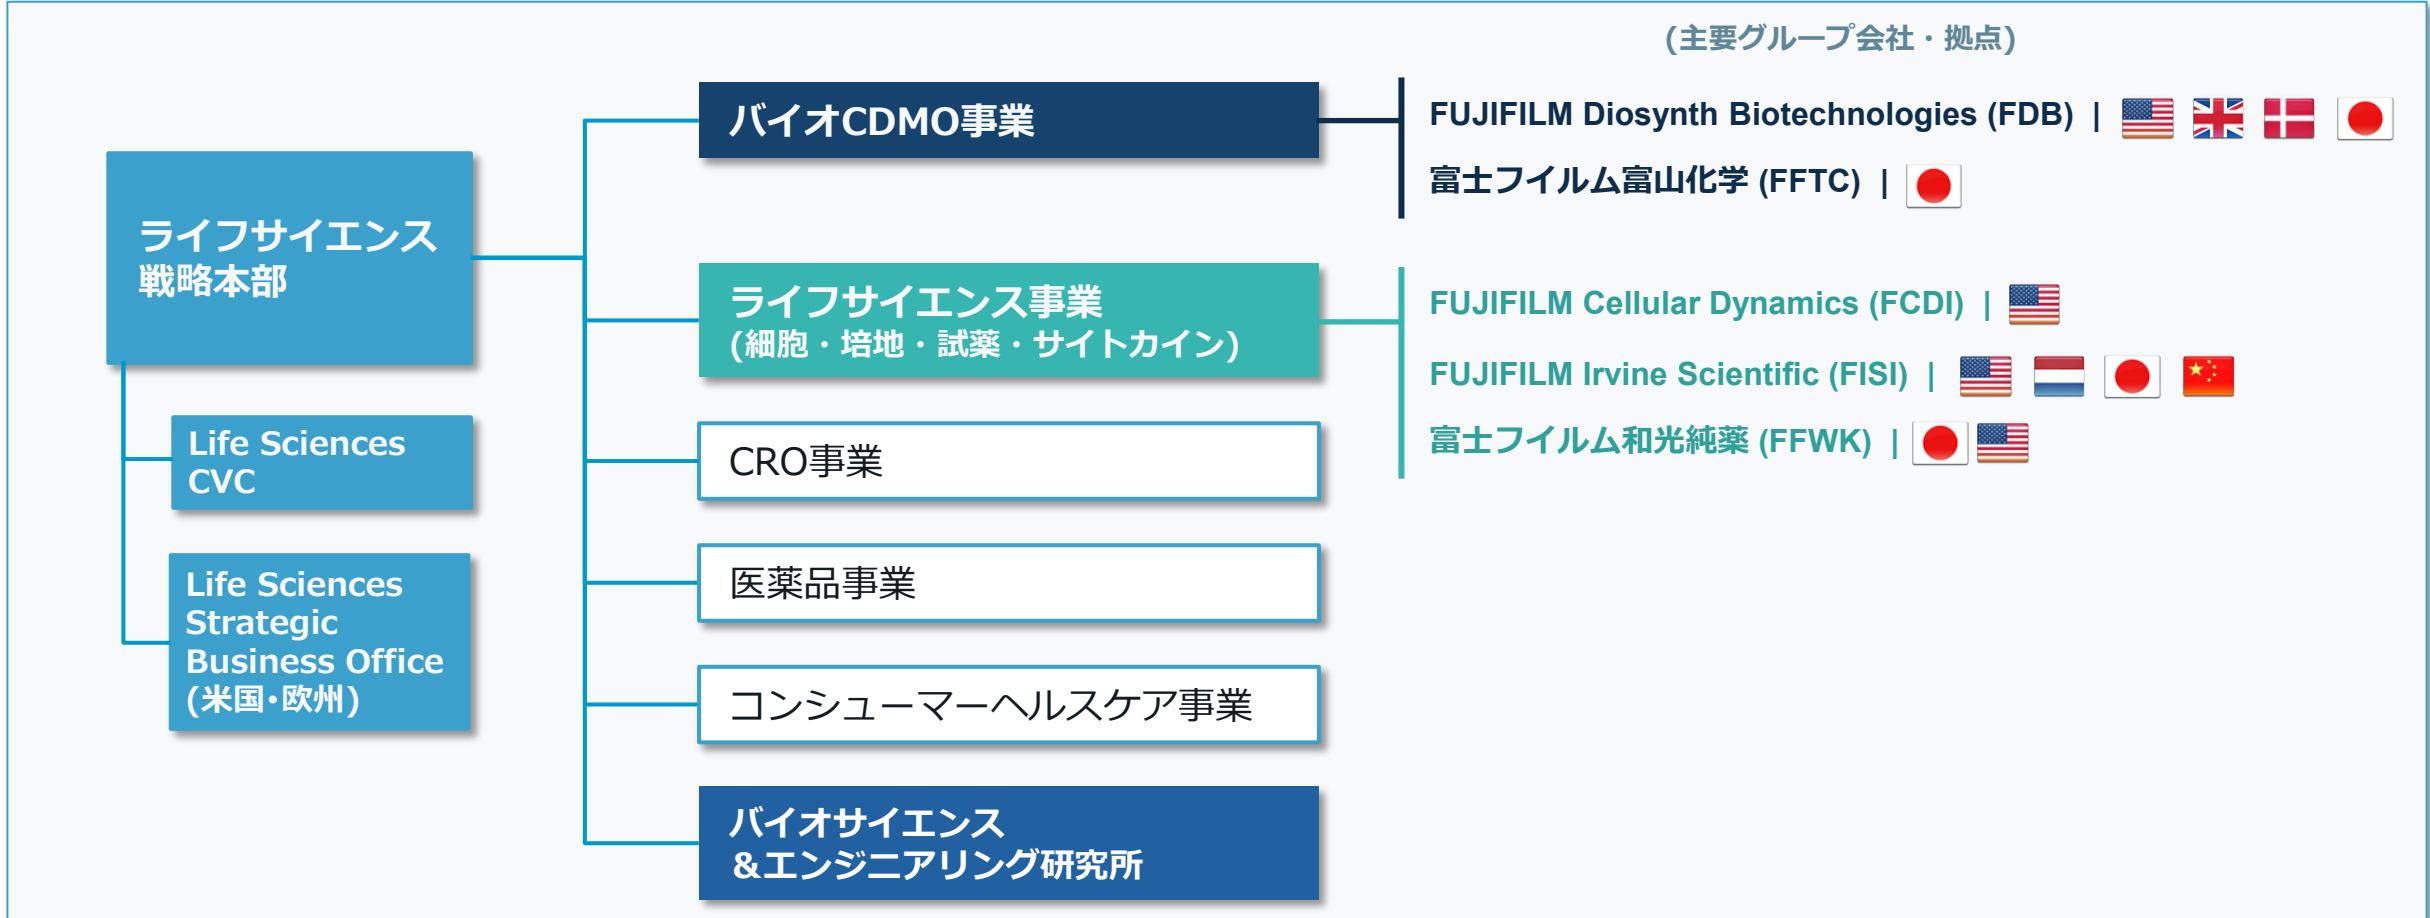 (主要グループ会社・拠点)
ライフサイエンス
戦略本部
Life Sciences
CVC
Life Sciences
Strategic
Business Office
(米国・欧州)
バイオCDMO事業
FUJIFILM Diosynth Biotechnologies (FDB) |
富士フイルム富山化学 (FFTC) |
ライフサイエンス事業
(細胞・培地・試薬・サイトカイン)
FUJIFILM Cellular Dynamics (FCDI) |
FUJIFILM Irvine Scientific (FISI) |
富士フイルム和光純薬 (FFWK) |
CRO事業
医薬品事業
コンシューマーヘルスケア事業
バイオサイエンス
&エンジニアリング研究所